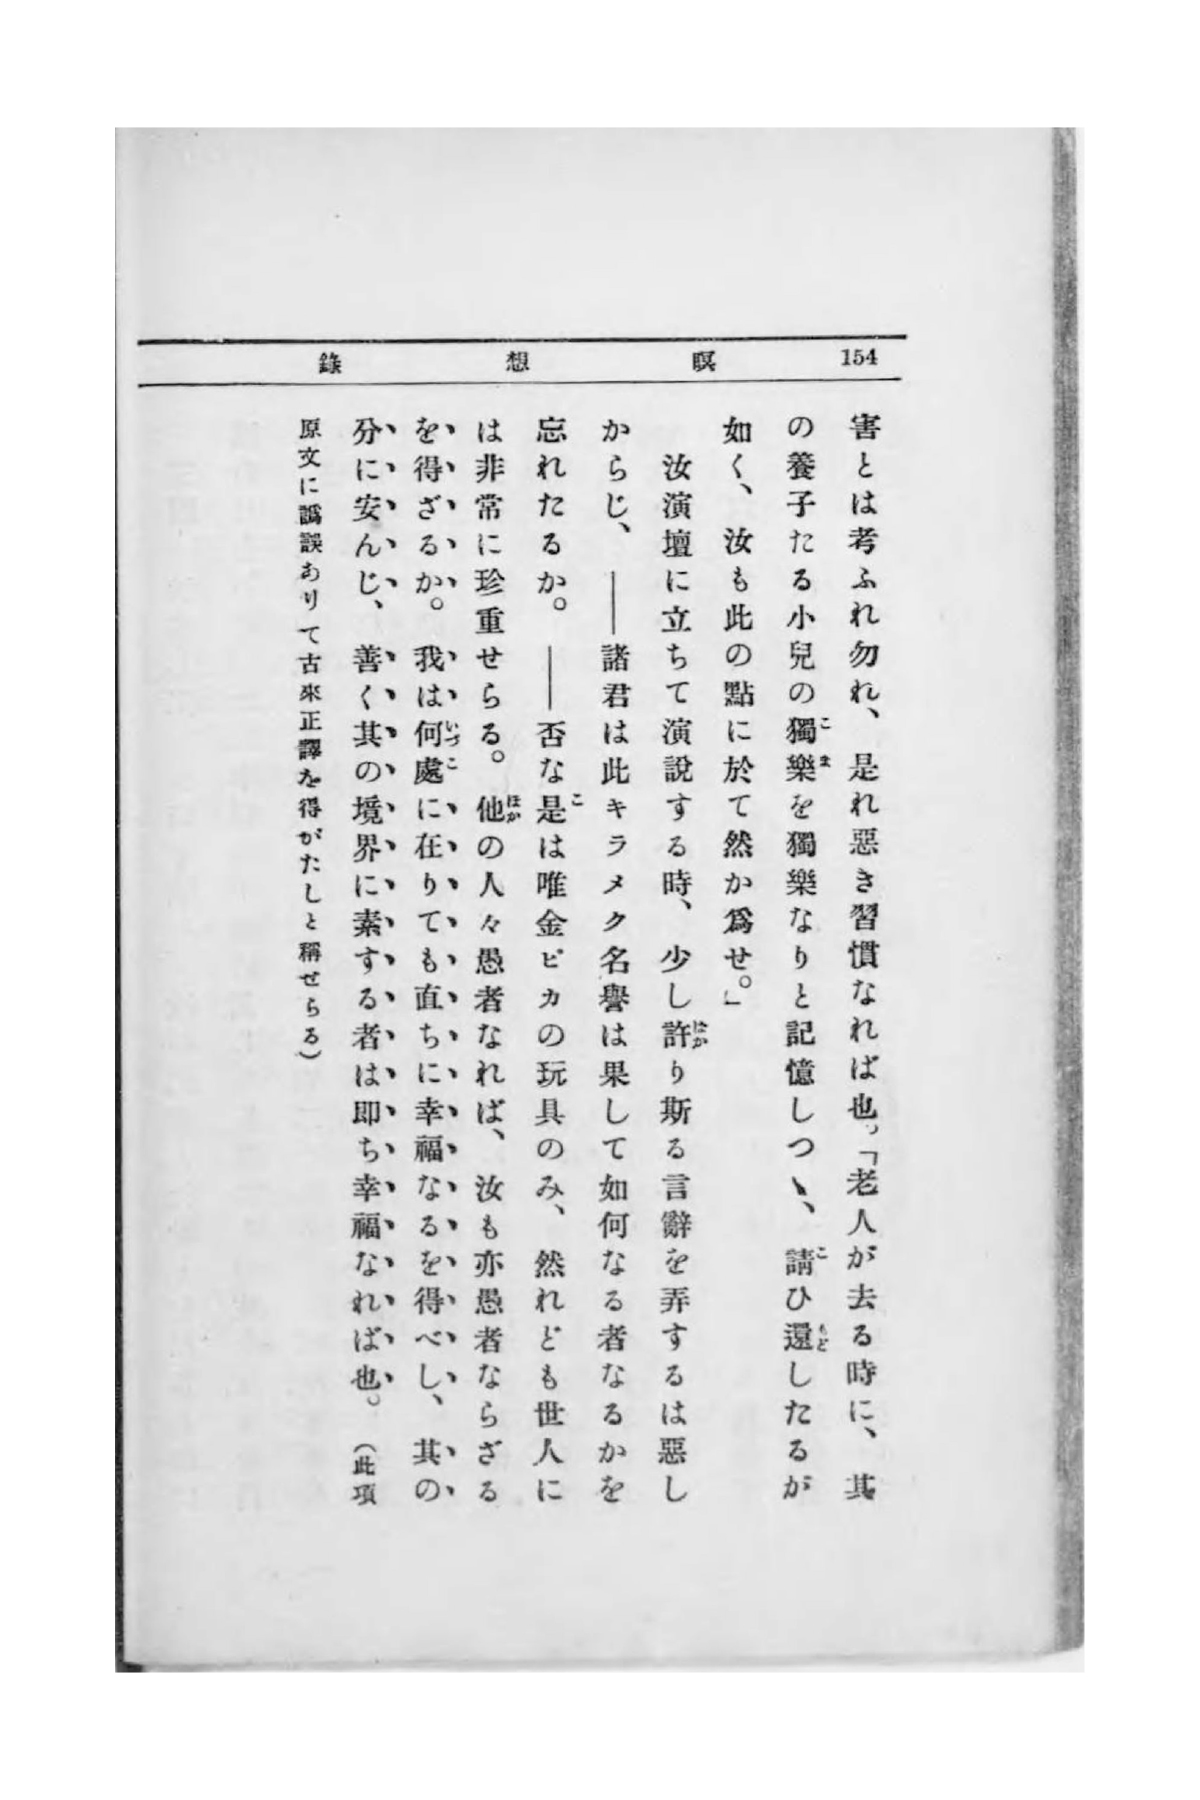 154 瞑想錄
害とは考ふれ勿れ、是れ惡き習慣なれば也。「老人が去る時に、其
の養子たる小兒の獨樂を獨樂なりと記憶しつゝ、請ひ還したるが
如く、汝も此の點に於て然か爲せ。」
汝演壇に立ちて演說する時、少し許り斯る言辭を弄するは惡し
からじ、――諸君は此キラメク名譽は果して如何なる者なるかを
忘れたるか。――否な是は唯金ピカの玩具のみ、然れども世人に
は非常に珍重せらる。他の人々愚者なれば、汝も亦愚者ならざる
を得ざるか。我は何處に在りても直ちに幸福なるを得べし、其の
分に安んじ、善く其の境界に素する者は即ち幸福なれば也。（此項
原文に譌誤ありて古來正譯を得がたしと稱せらる）